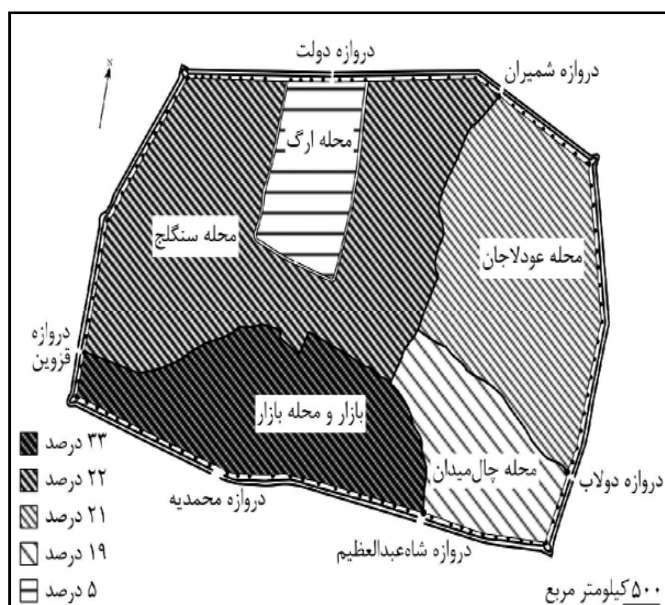 دروازه دولت
دروازه شمیران
N
محله ارگ
محله سنگلج
محله عودلاجان
دروازه
قزوین
بازار و محله بازار
محله چال‌میدان
دروازه دولاب
دروازه محمدیه
دروازه شاه‌عبدالعظیم
۳۳ درصد
۲۲ درصد
۲۱ درصد
۱۹ درصد
۵ درصد
۵۰۰ کیلومتر مربع